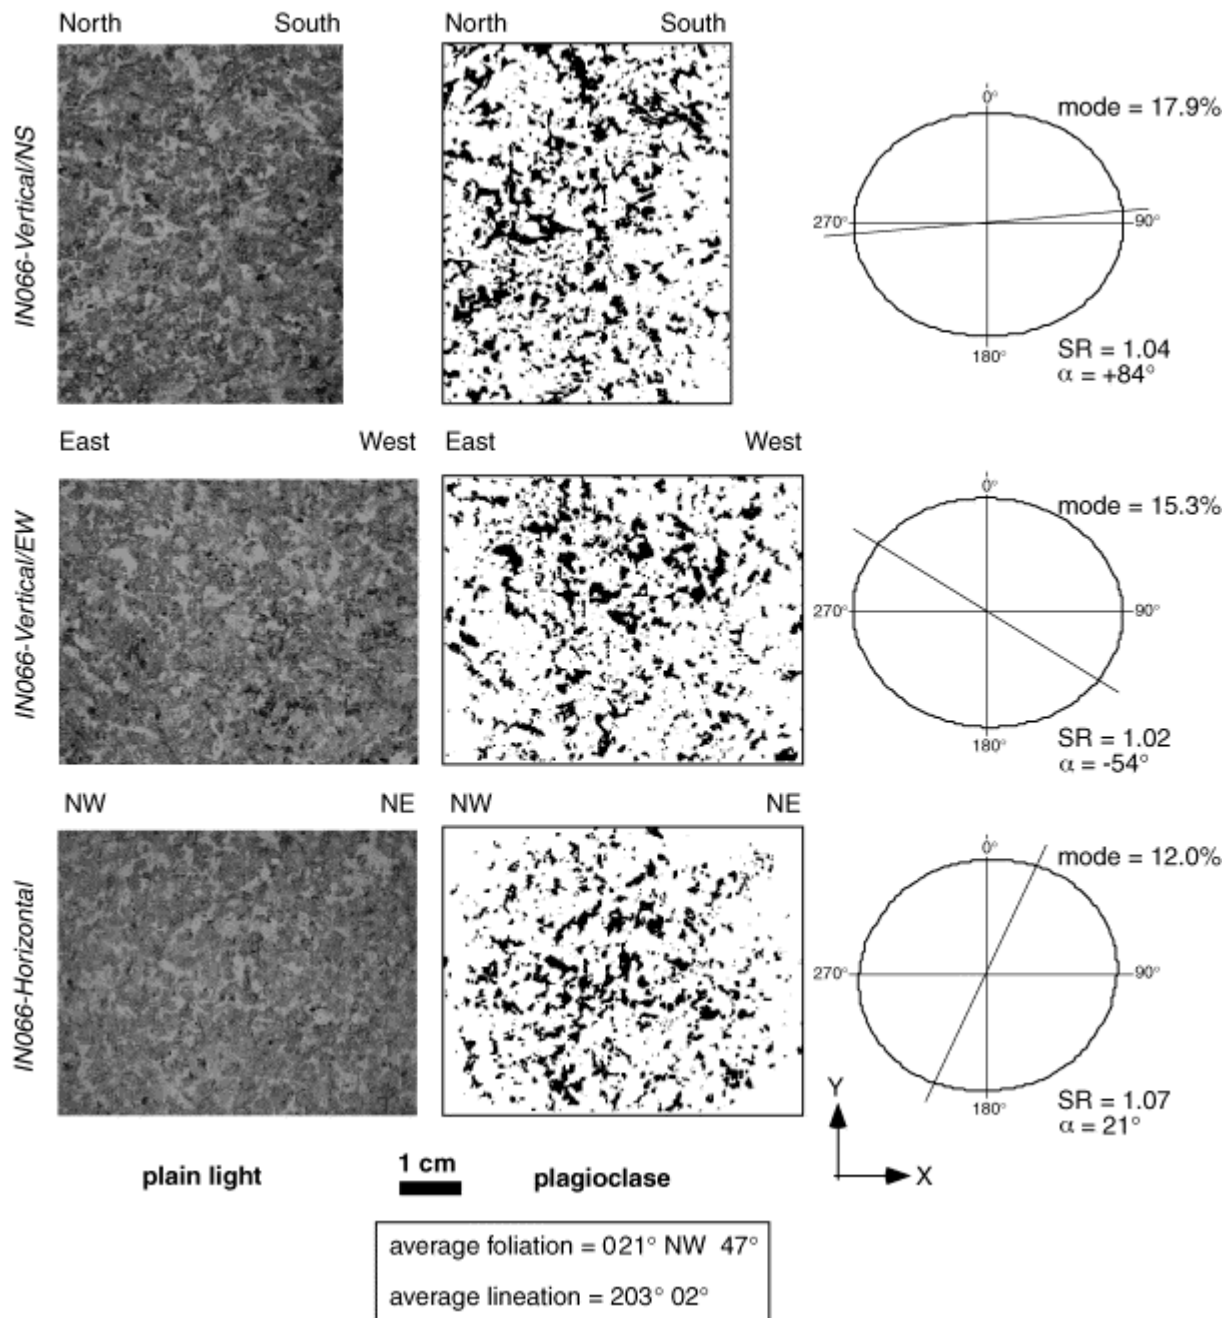 North South North South
IN066-Vertical/NS
0°
mode = 17.9%
270° 90°
180°
SR = 1.04
α = +84°
East West East West
IN066-Vertical/EW
0°
mode = 15.3%
270° 90°
180°
SR = 1.02
α = -54°
NW NE NW NE
IN066-Horizontal
0°
mode = 12.0%
270° 90°
180°
SR = 1.07
α = 21°
Y
X
plain light 1 cm plagioclase
average foliation = 021° NW 47°
average lineation = 203° 02°